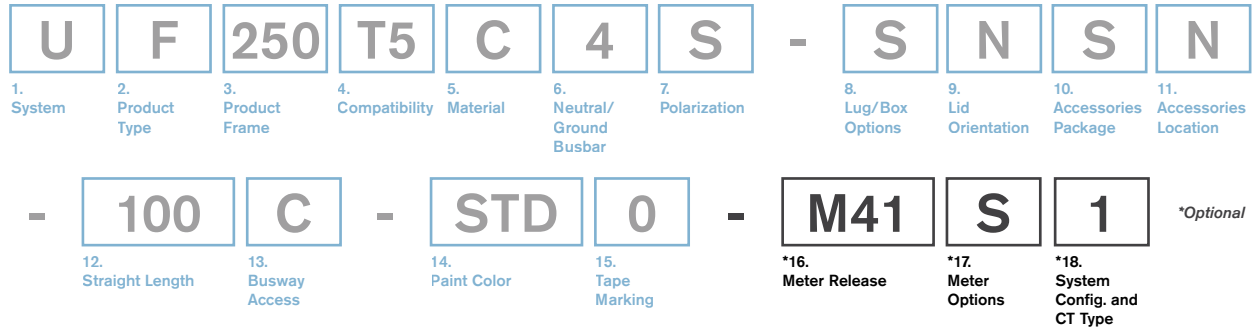 U F 250 T5 C 4 S - S N S N
1. 2. 3. 4. 5. 6. 7. 8. 9. 10. 11.
System Product Product Compatibility Material Neutral/ Polarization Lug/Box Lid Accessories Accessories
Type Frame Ground Options Orientation Package Location
Busbar
- 100 C - STD 0 - M41 S 1 *Optional
12. 13. 14. 15. *16. *17. *18.
Straight Length Busway Paint Color Tape Meter Release Meter System
Access Marking Options Config. and
CT Type